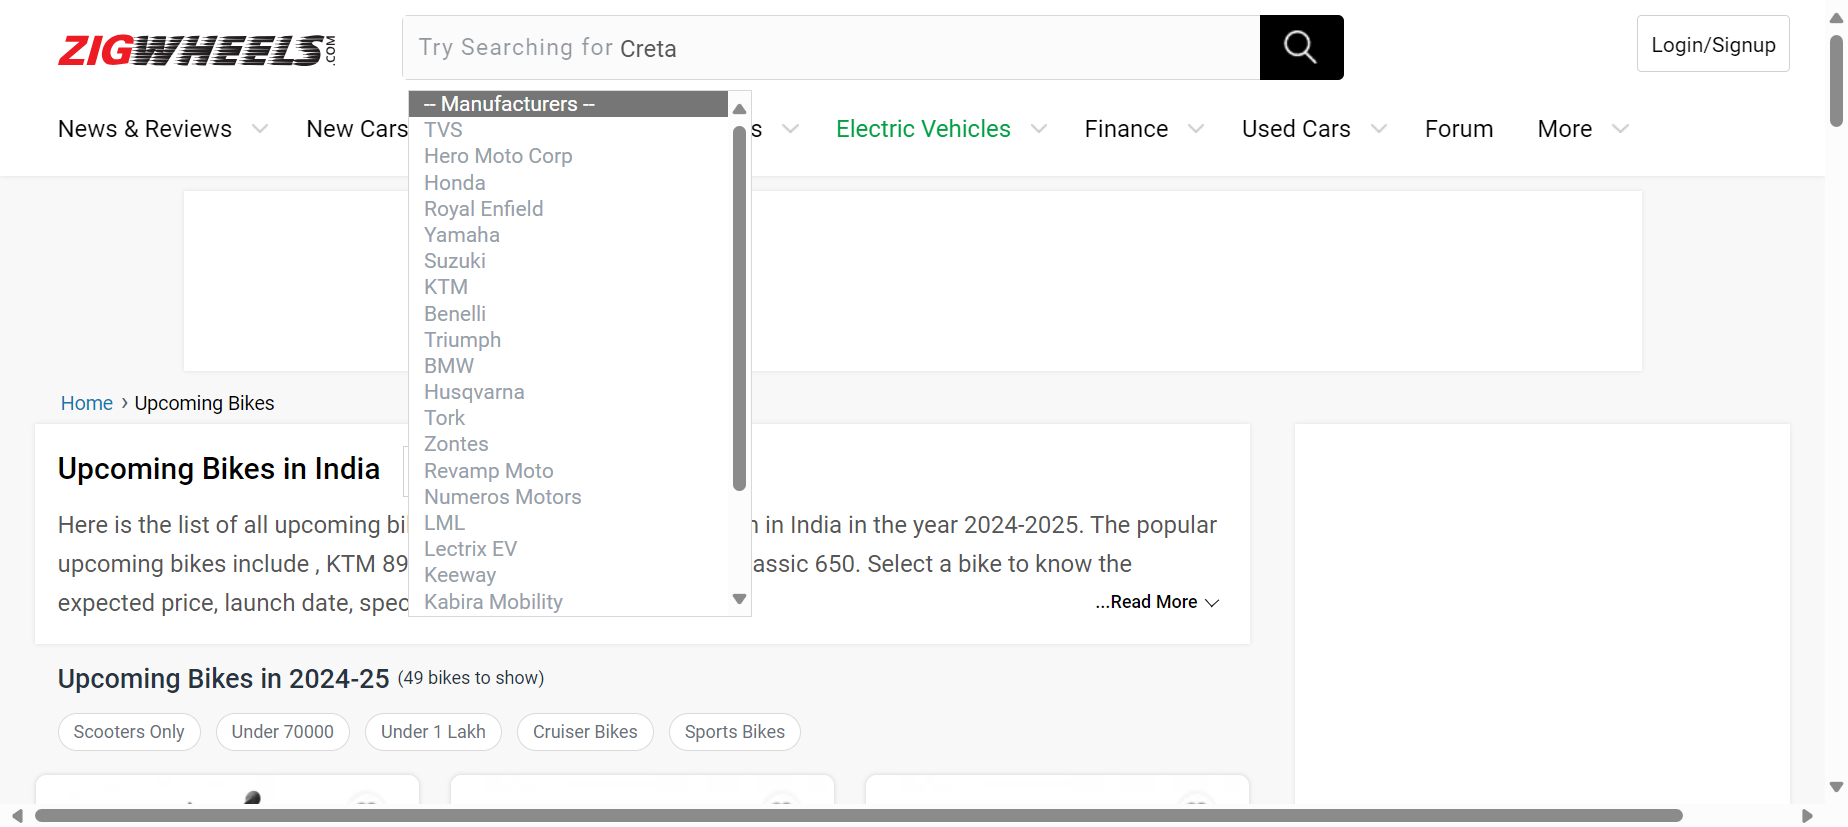 ZIGWHEELS.COM
Try Searching for Creta
Login/Signup
News & Reviews
New Cars
s
Electric Vehicles
Finance
Used Cars
Forum
More
-- Manufacturers --
TVS
Hero Moto Corp
Honda
Royal Enfield
Yamaha
Suzuki
KTM
Benelli
Triumph
BMW
Husqvarna
Tork
Zontes
Revamp Moto
Numeros Motors
LML
Lectrix EV
Keeway
Kabira Mobility
Home › Upcoming Bikes
Upcoming Bikes in India
Here is the list of all upcoming bi in India in the year 2024-2025. The popular
upcoming bikes include , KTM 89 assic 650. Select a bike to know the
expected price, launch date, spec ...Read More
Upcoming Bikes in 2024-25 (49 bikes to show)
Scooters Only
Under 70000
Under 1 Lakh
Cruiser Bikes
Sports Bikes